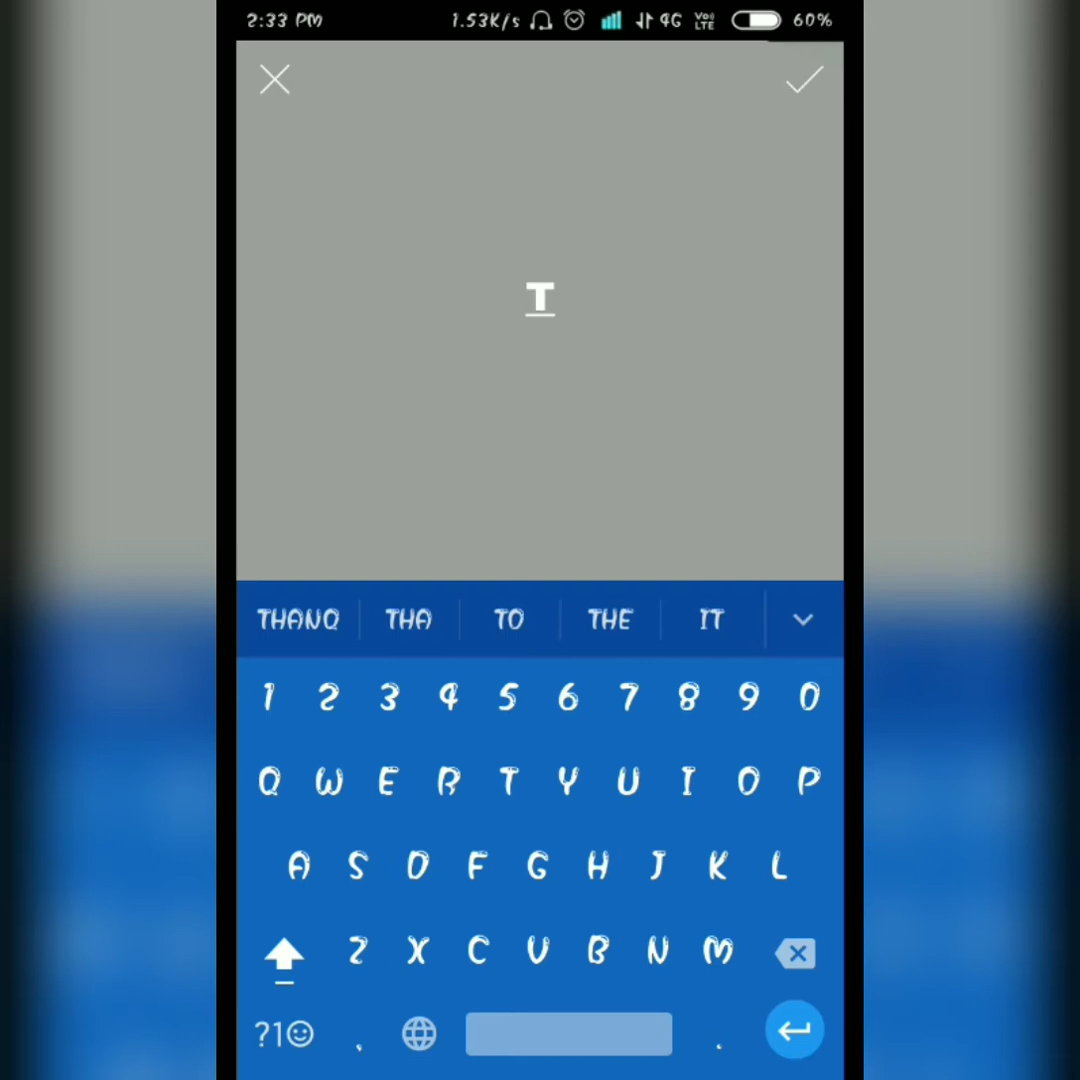 2:33 PM 1.53K/s 4G VoLTE 60%
T
THANQ THA TO THE IT
1 2 3 4 5 6 7 8 9 0
Q W E R T Y U I O P
A S D F G H J K L
Z X C V B N M
?1☺ , .